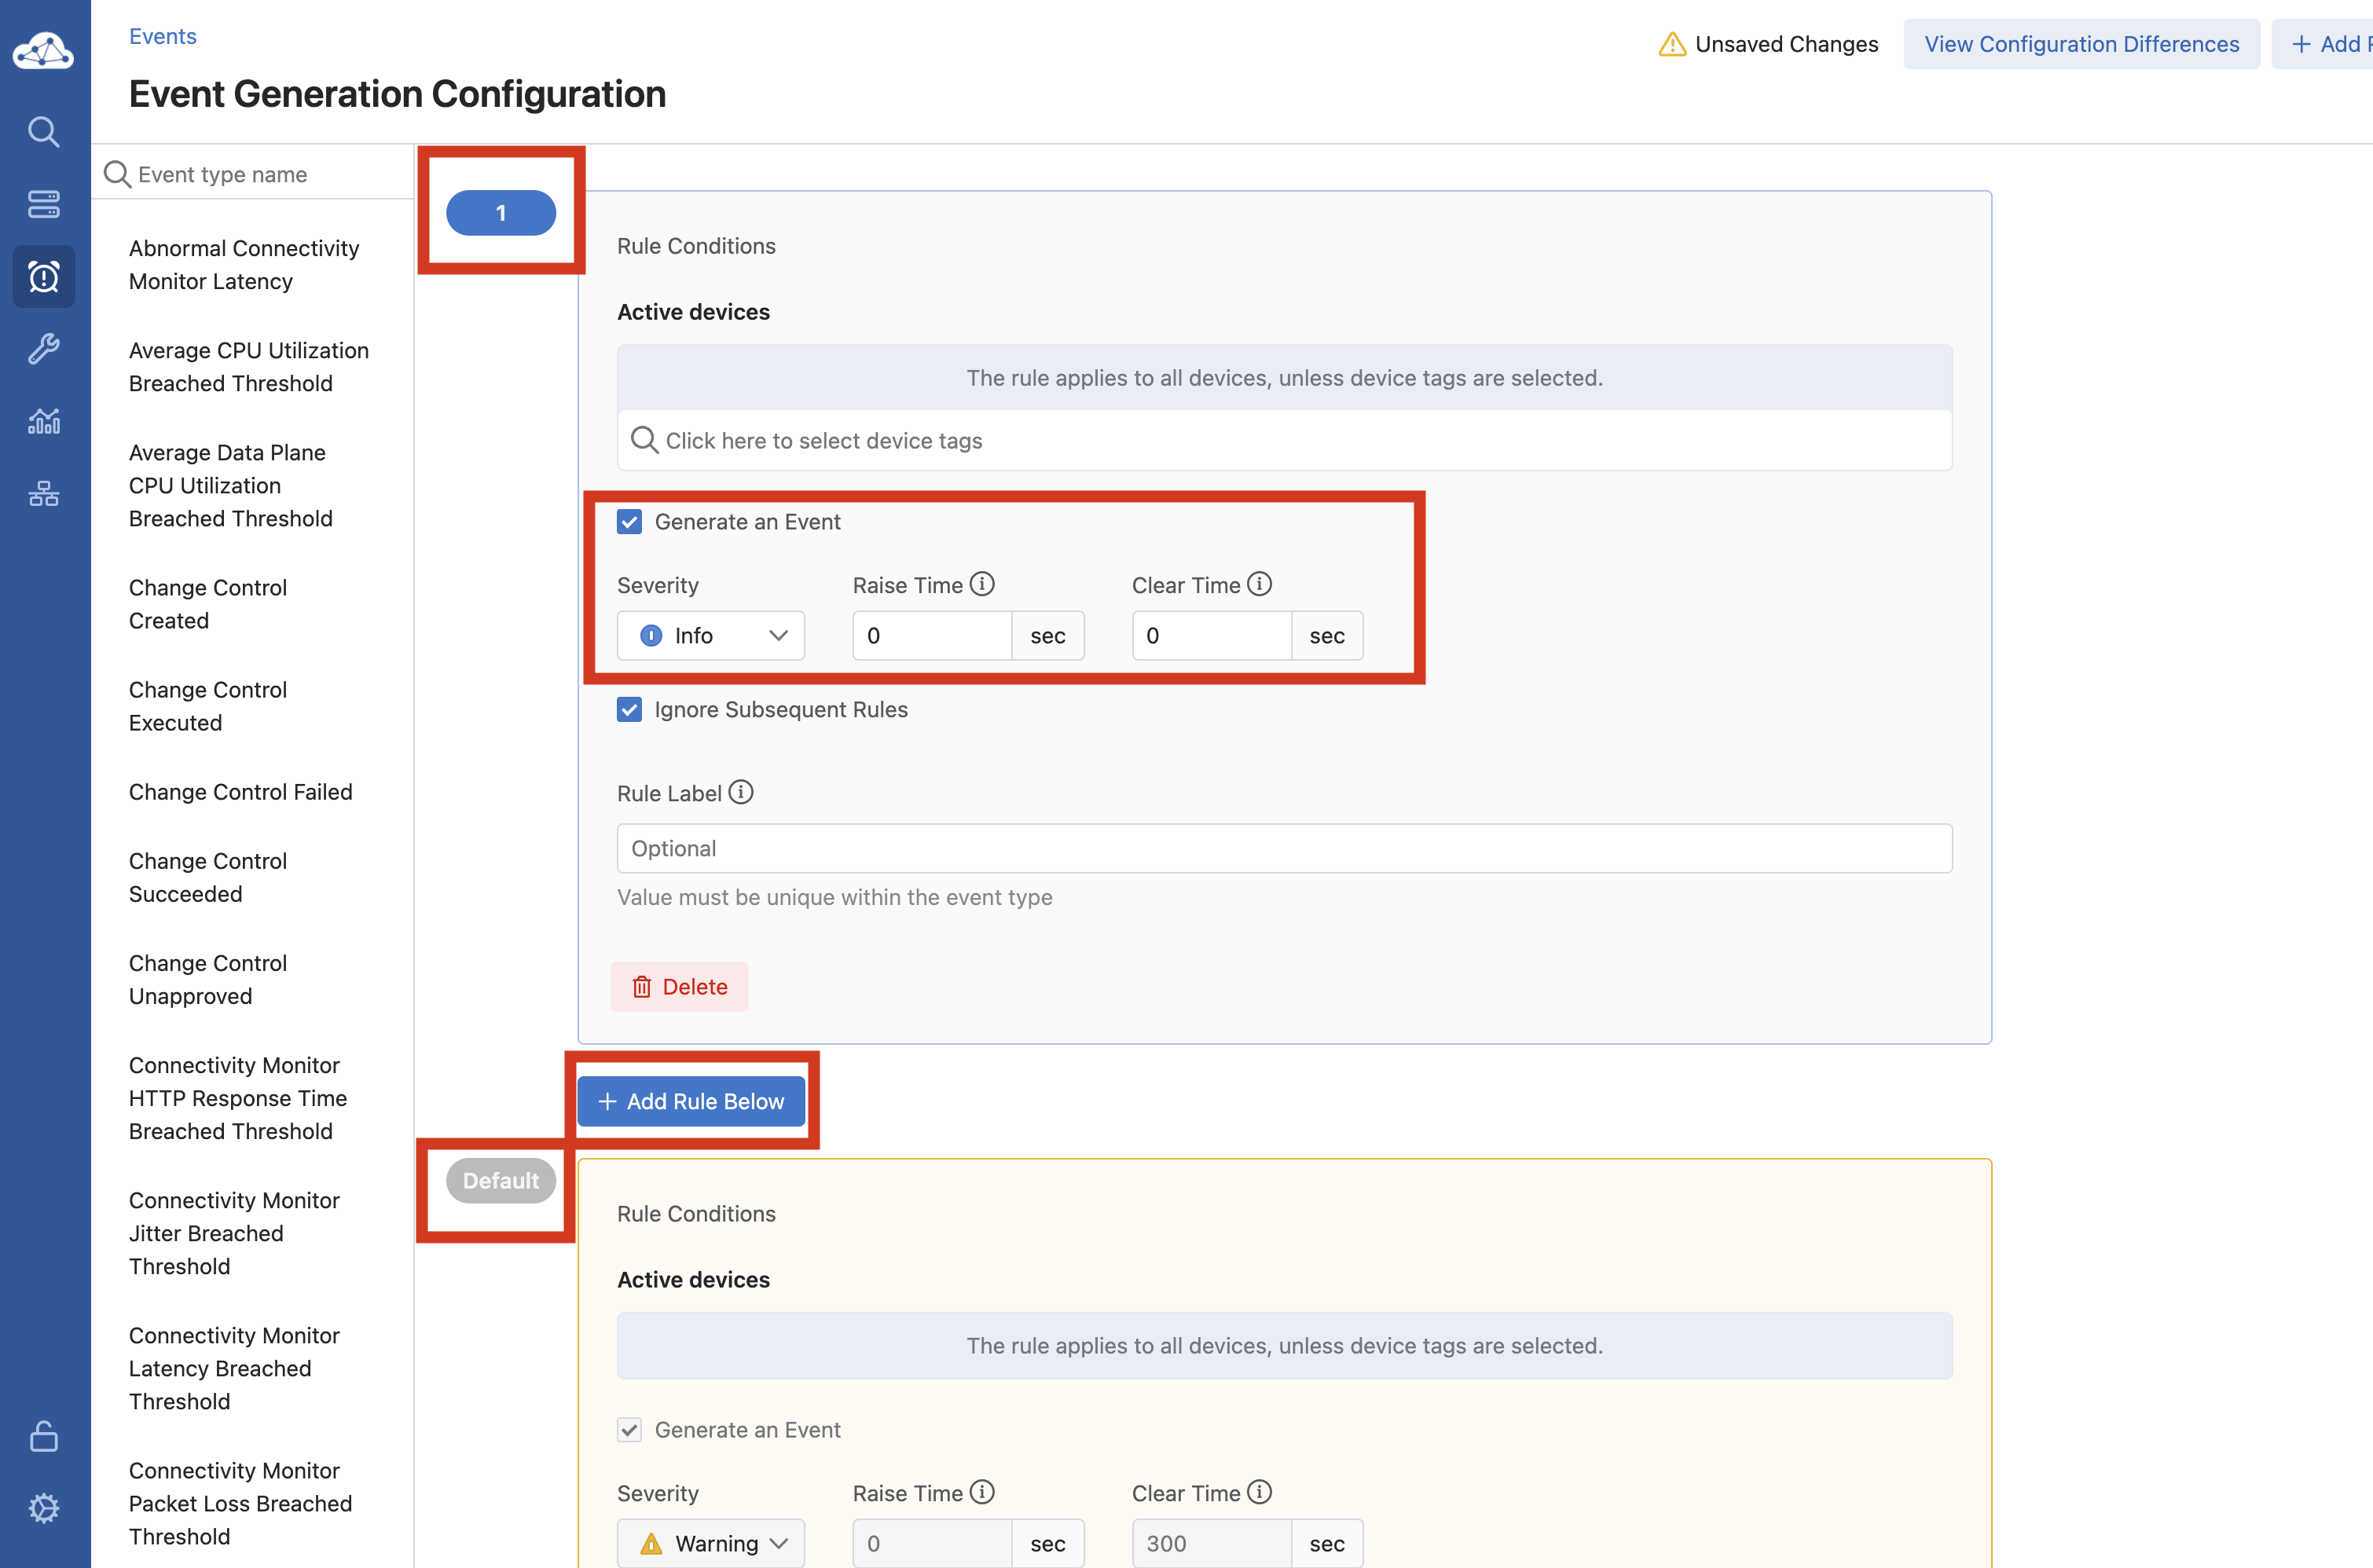 Events
Event Generation Configuration
Unsaved Changes
View Configuration Differences
+ Add
Event type name
Abnormal Connectivity
Monitor Latency
Average CPU Utilization
Breached Threshold
Average Data Plane
CPU Utilization
Breached Threshold
Change Control
Created
Change Control
Executed
Change Control Failed
Change Control
Succeeded
Change Control
Unapproved
Connectivity Monitor
HTTP Response Time
Breached Threshold
Connectivity Monitor
Jitter Breached
Threshold
Connectivity Monitor
Latency Breached
Threshold
Connectivity Monitor
Packet Loss Breached
Threshold
1
Rule Conditions
Active devices
The rule applies to all devices, unless device tags are selected.
Click here to select device tags
Generate an Event
Severity Raise Time Clear Time
Info 0 sec 0 sec
Ignore Subsequent Rules
Rule Label
Optional
Value must be unique within the event type
Delete
+ Add Rule Below
Default
Rule Conditions
Active devices
The rule applies to all devices, unless device tags are selected.
Generate an Event
Severity Raise Time Clear Time
Warning 0 sec 300 sec